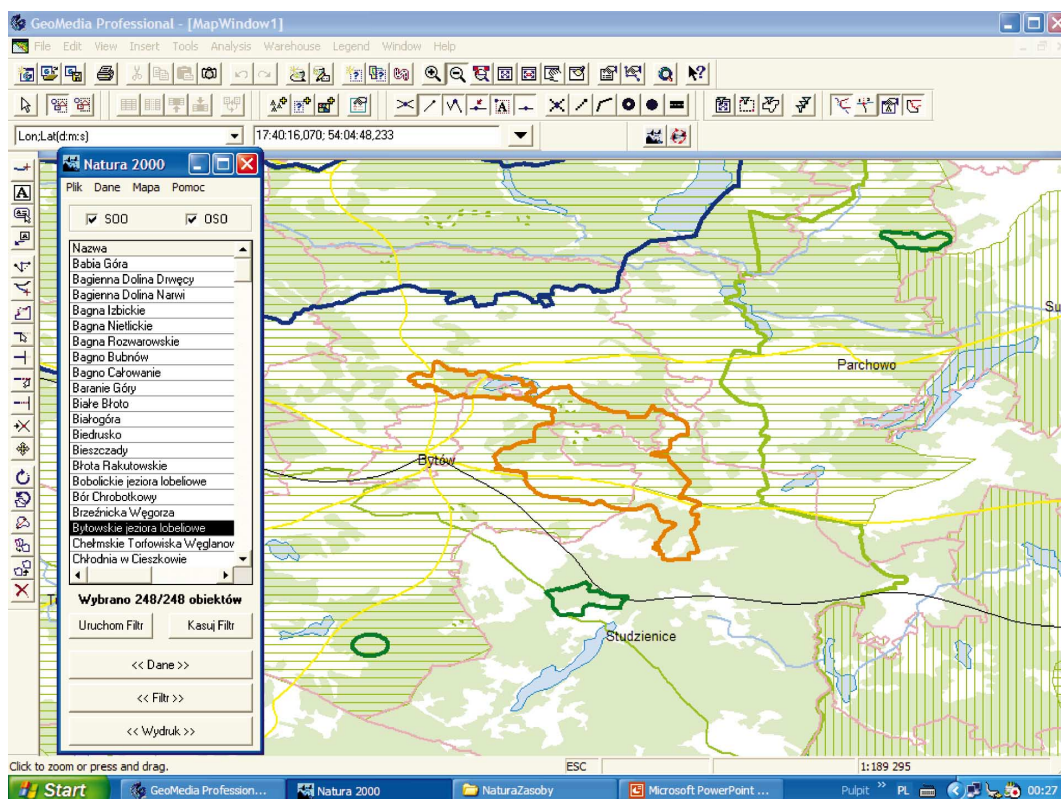 GeoMedia Professional - [MapWindow1]
File Edit View Insert Tools Analysis Warehouse Legend Window Help
Lon;Lat(d:m:s) 17:40:16,070; 54:04:48,233
Natura 2000
Plik Dane Mapa Pomoc
SOO OSO
Nazwa
Babia Góra
Bagienna Dolina Drwęcy
Bagienna Dolina Narwi
Bagna Izbickie
Bagna Nietlickie
Bagna Rozwarowskie
Bagno Bubnów
Bagno Całowanie
Baranie Góry
Białe Błoto
Białogóra
Biedrusko
Bieszczady
Błota Rakutowskie
Bobolickie jeziora lobeliowe
Bór Chrobotkowy
Brzeźnicka Węgorza
Bytowskie jeziora lobeliowe
Chełmskie Torfowiska Węglanow
Chłodnia w Cieszkowie
Wybrano 248/248 obiektów
Uruchom Filtr Kasuj Filtr
<< Dane >>
<< Filtr >>
<< Wydruk >>
Su
Parchowo
Bytów
Studzienice
Click to zoom or press and drag. ESC 1:189 295
Start GeoMedia Profession... Natura 2000 NaturaZasoby Microsoft PowerPoint ... Pulpit » PL 00:27